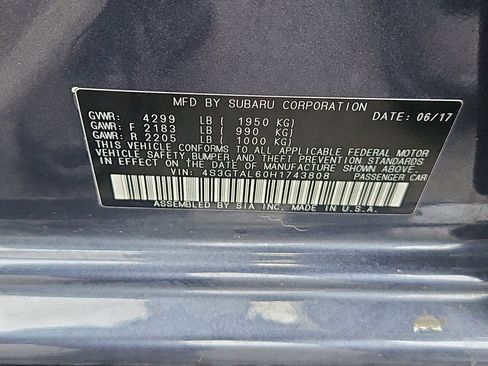 MFD BY SUBARU CORPORATION DATE: 06/17
GVWR: 4299 LB ( 1950 KG)
GAWR: F 2183 LB ( 990 KG)
GAWR: R 2205 LB ( 1000 KG)
THIS VEHICLE CONFORMS TO ALL APPLICABLE FEDERAL MOTOR
VEHICLE SAFETY, BUMPER, AND THEFT PREVENTION STANDARDS
IN EFFECT ON THE DATE OF MANUFACTURE SHOWN ABOVE.
VIN: 4S3GTAL60H1743808 PASSENGER CAR
ASSEMBLED BY SIA INC. MADE IN U.S.A.